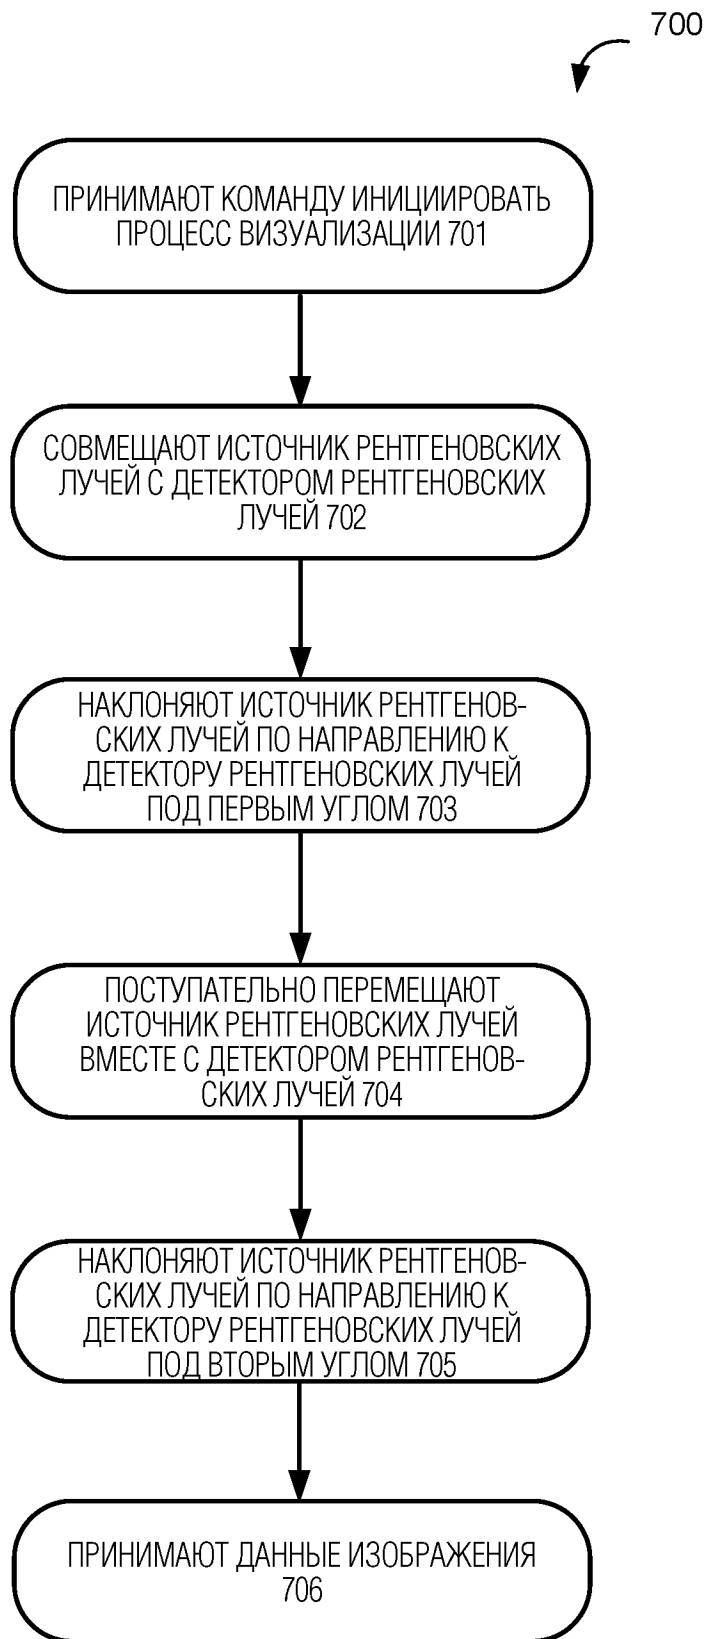 700
ПРИНИМАЮТ КОМАНДУ ИНИЦИИРОВАТЬ
ПРОЦЕСС ВИЗУАЛИЗАЦИИ 701
СОВМЕЩАЮТ ИСТОЧНИК РЕНТГЕНОВСКИХ
ЛУЧЕЙ С ДЕТЕКТОРОМ РЕНТГЕНОВСКИХ
ЛУЧЕЙ 702
НАКЛОНЯЮТ ИСТОЧНИК РЕНТГЕНОВ-
СКИХ ЛУЧЕЙ ПО НАПРАВЛЕНИЮ К
ДЕТЕКТОРУ РЕНТГЕНОВСКИХ ЛУЧЕЙ
ПОД ПЕРВЫМ УГЛОМ 703
ПОСТУПАТЕЛЬНО ПЕРЕМЕЩАЮТ
ИСТОЧНИК РЕНТГЕНОВСКИХ ЛУЧЕЙ
ВМЕСТЕ С ДЕТЕКТОРОМ РЕНТГЕНОВ-
СКИХ ЛУЧЕЙ 704
НАКЛОНЯЮТ ИСТОЧНИК РЕНТГЕНОВ-
СКИХ ЛУЧЕЙ ПО НАПРАВЛЕНИЮ К
ДЕТЕКТОРУ РЕНТГЕНОВСКИХ ЛУЧЕЙ
ПОД ВТОРЫМ УГЛОМ 705
ПРИНИМАЮТ ДАННЫЕ ИЗОБРАЖЕНИЯ
706